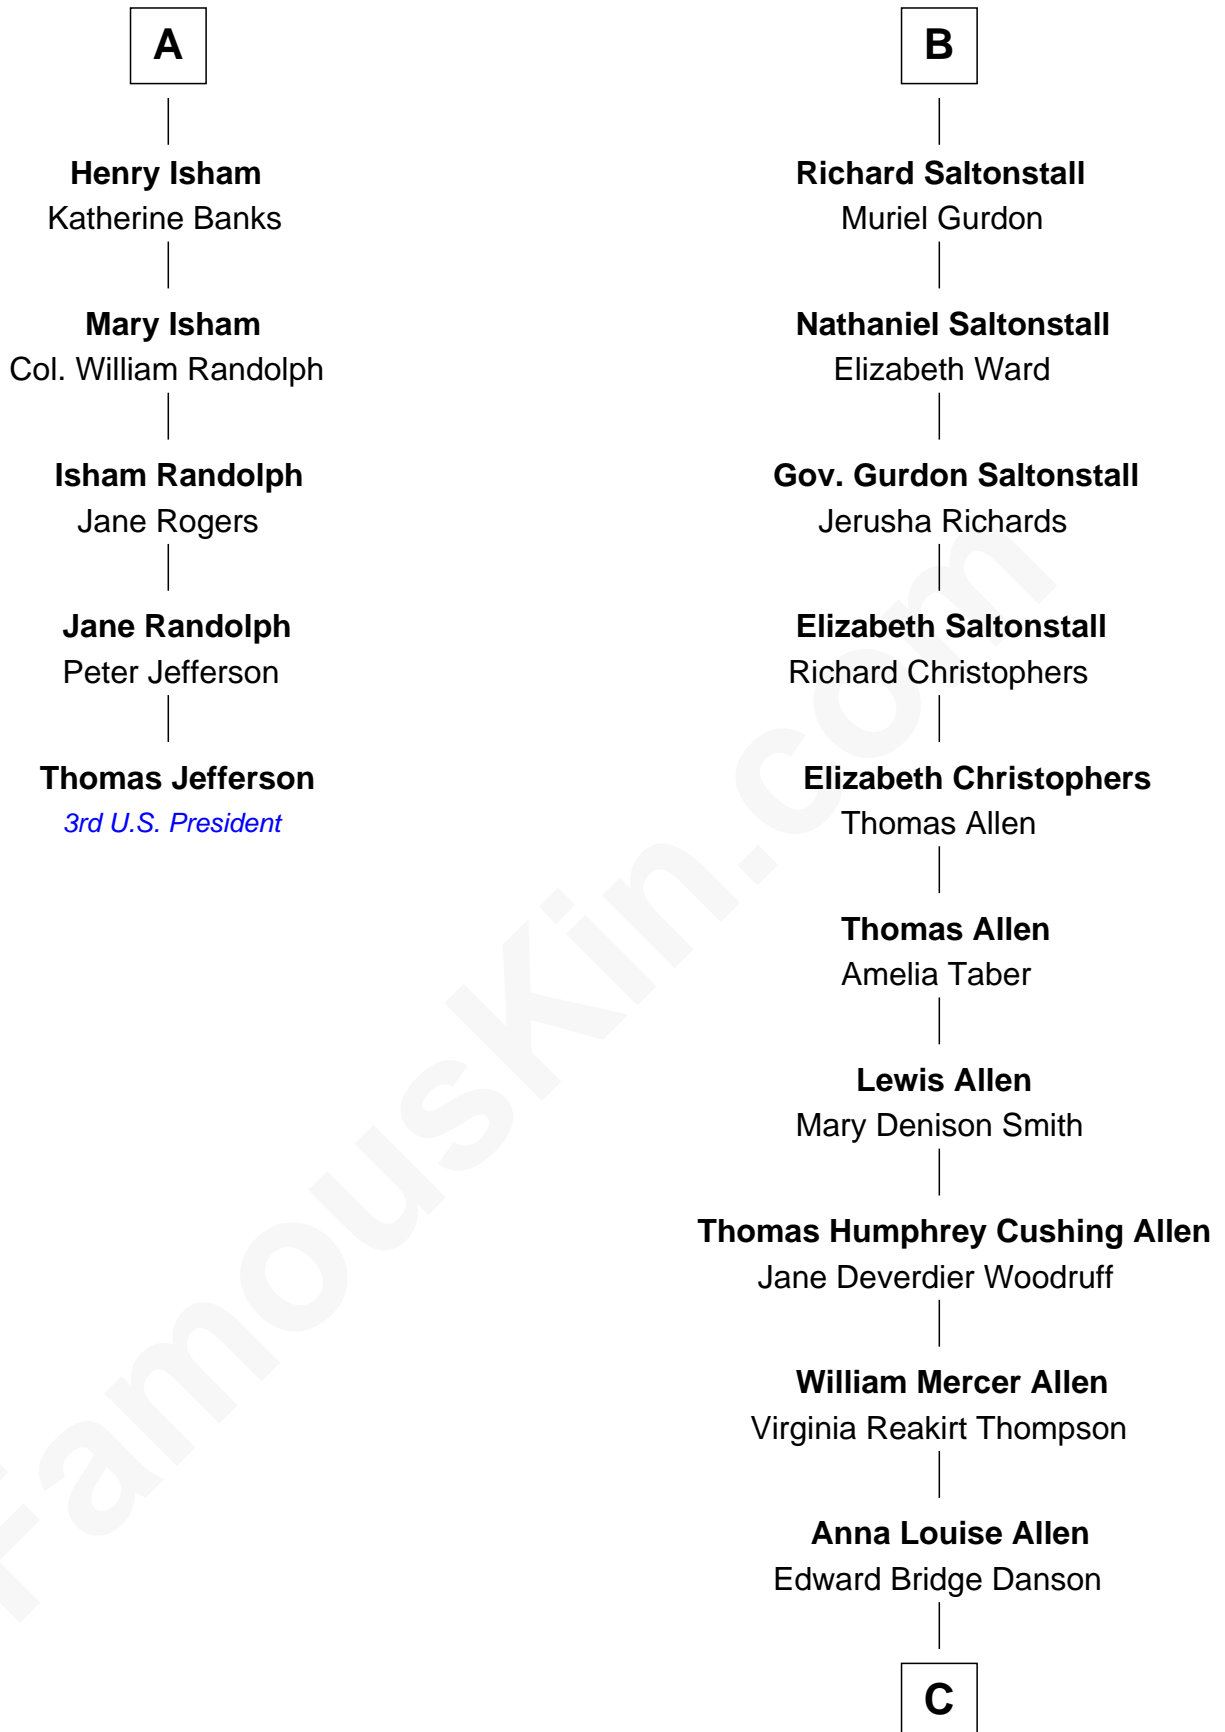 A
Henry Isham
Katherine Banks
Mary Isham
Col. William Randolph
Isham Randolph
Jane Rogers
Jane Randolph
Peter Jefferson
Thomas Jefferson
3rd U.S. President
B
Richard Saltonstall
Muriel Gurdon
Nathaniel Saltonstall
Elizabeth Ward
Gov. Gurdon Saltonstall
Jerusha Richards
Elizabeth Saltonstall
Richard Christophers
Elizabeth Christophers
Thomas Allen
Thomas Allen
Amelia Taber
Lewis Allen
Mary Denison Smith
Thomas Humphrey Cushing Allen
Jane Deverdier Woodruff
William Mercer Allen
Virginia Reakirt Thompson
Anna Louise Allen
Edward Bridge Danson
C
FamousKin.com